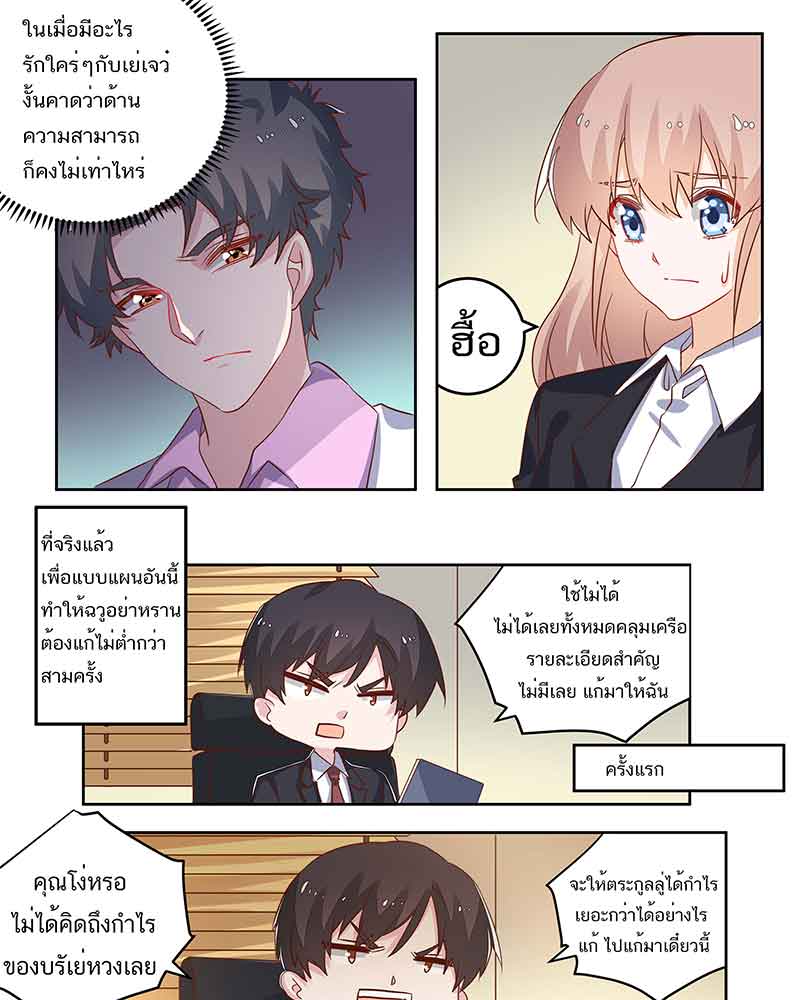 ในเมื่อมีอะไร
รักใคร่ๆกับเย่เจว๋
งั้นคาดว่าด้าน
ความสามารถ
ก็คงไม่เท่าไหร่
ฮื้อ
ที่จริงแล้ว
เพื่อแบบแผนอันนี้
ทำให้ฉวูอย่าหราน
ต้องแก้ไม่ต่ำกว่า
สามครั้ง
ใช้ไม่ได้
ไม่ได้เลยทั้งหมดคลุมเครือ
รายละเอียดสำคัญ
ไม่มีเลย แก้มาให้ฉัน
ครั้งแรก
คุณโง่หรอ
ไม่ได้คิดถึงกำไร
ของบริเย่หวงเลย
จะให้ตระกูลลู่ได้กำไร
เยอะกว่าได้อย่างไร
แก้ ไปแก้มาเดี๋ยวนี้